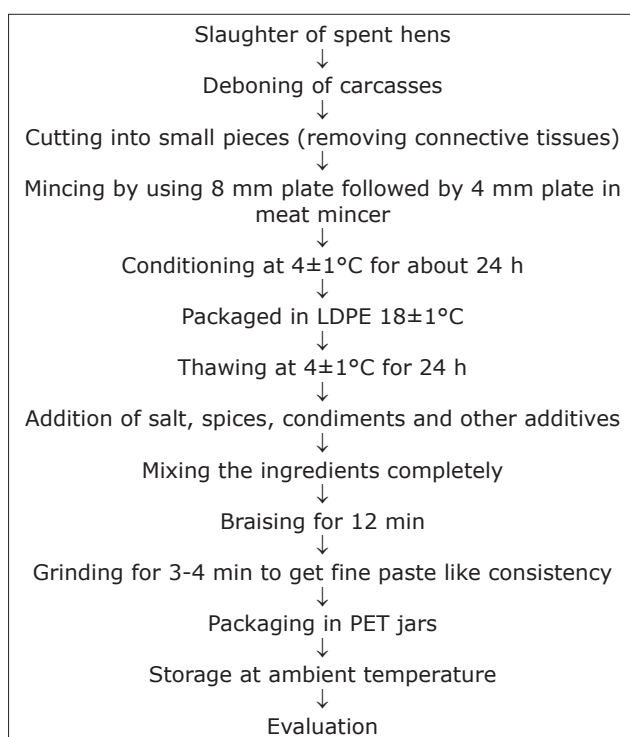 Slaughter of spent hens
↓
Deboning of carcasses
↓
Cutting into small pieces (removing connective tissues)
↓
Mincing by using 8 mm plate followed by 4 mm plate in
meat mincer
↓
Conditioning at 4±1°C for about 24 h
↓
Packaged in LDPE 18±1°C
↓
Thawing at 4±1°C for 24 h
↓
Addition of salt, spices, condiments and other additives
↓
Mixing the ingredients completely
↓
Braising for 12 min
↓
Grinding for 3-4 min to get fine paste like consistency
↓
Packaging in PET jars
↓
Storage at ambient temperature
↓
Evaluation